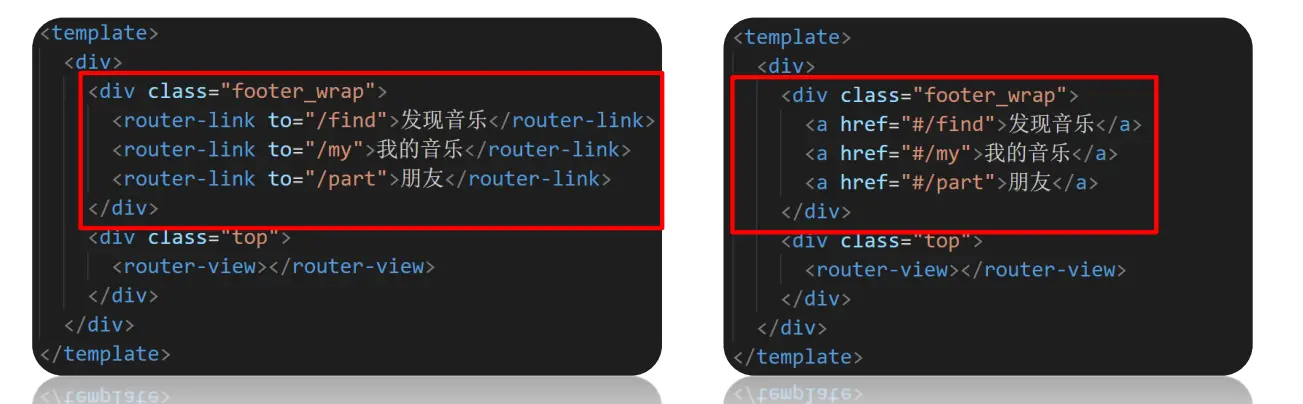 <template>
<div>
<div class="footer_wrap">
<router-link to="/find">发现音乐</router-link>
<router-link to="/my">我的音乐</router-link>
<router-link to="/part">朋友</router-link>
</div>
<div class="top">
<router-view></router-view>
</div>
</div>
</template>
<template>
<div>
<div class="footer_wrap">
<a href="#/find">发现音乐</a>
<a href="#/my">我的音乐</a>
<a href="#/part">朋友</a>
</div>
<div class="top">
<router-view></router-view>
</div>
</div>
</template>